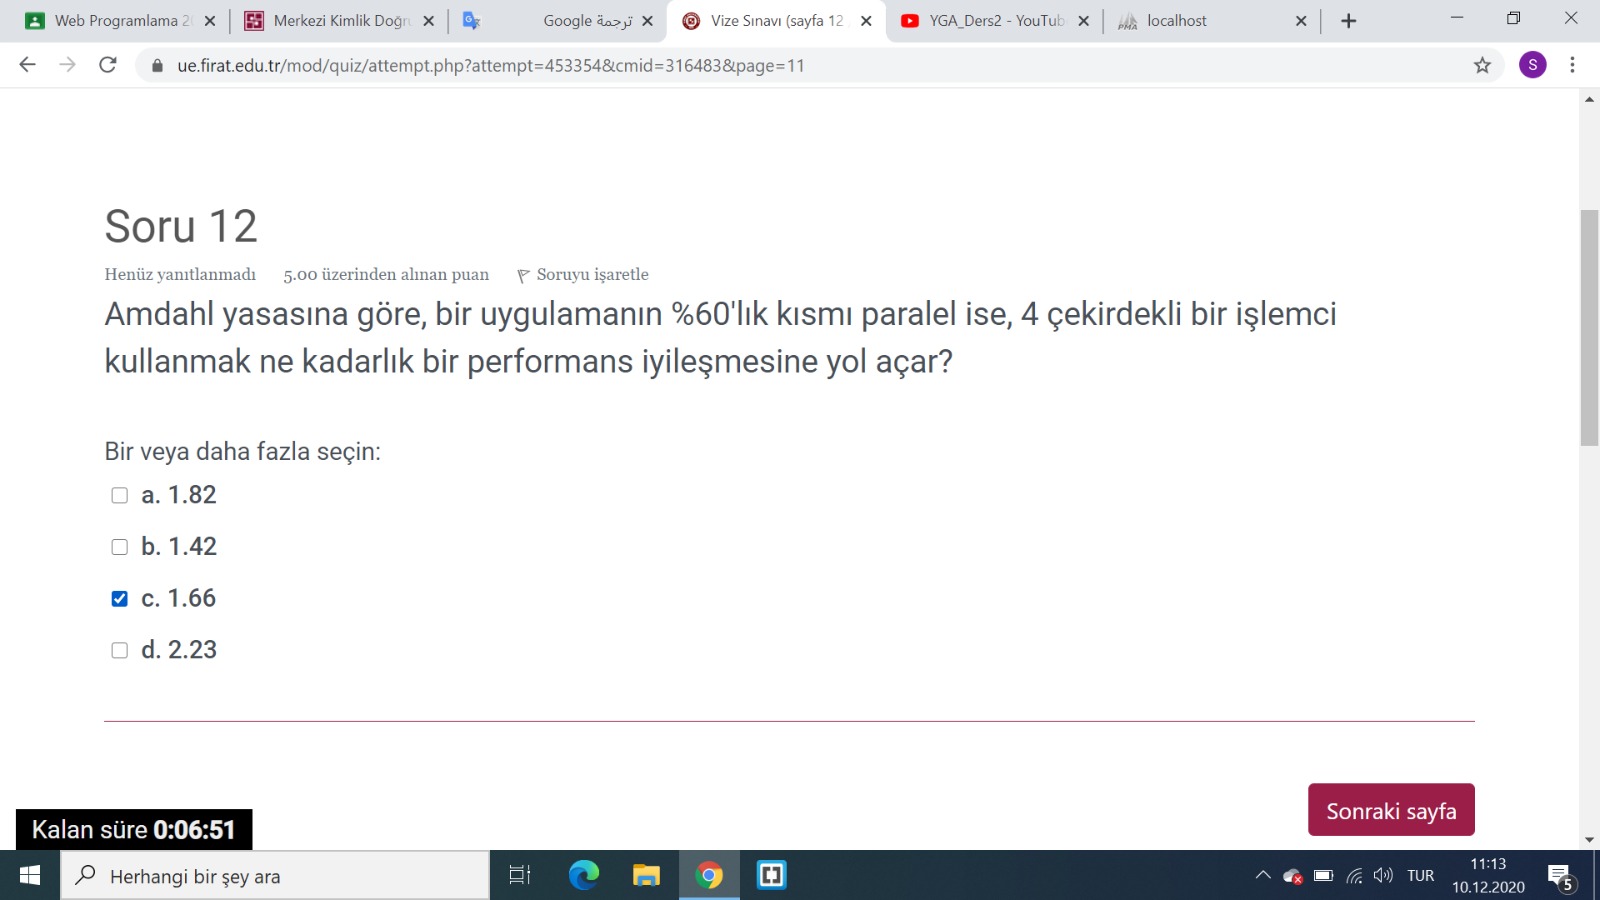 Web Programlama 2
Merkezi Kimlik Doğru
ترجمة Google
Vize Sınavı (sayfa 12
YGA_Ders2 - YouTub
localhost
ue.firat.edu.tr/mod/quiz/attempt.php?attempt=453354&cmid=316483&page=11
S
Soru 12
Henüz yanıtlanmadı 5.00 üzerinden alınan puan Soruyu işaretle
Amdahl yasasına göre, bir uygulamanın %60'lık kısmı paralel ise, 4 çekirdekli bir işlemci
kullanmak ne kadarlık bir performans iyileşmesine yol açar?
Bir veya daha fazla seçin:
a. 1.82
b. 1.42
c. 1.66
d. 2.23
Sonraki sayfa
Kalan süre 0:06:51
Herhangi bir şey ara
TUR
11:13
10.12.2020
5